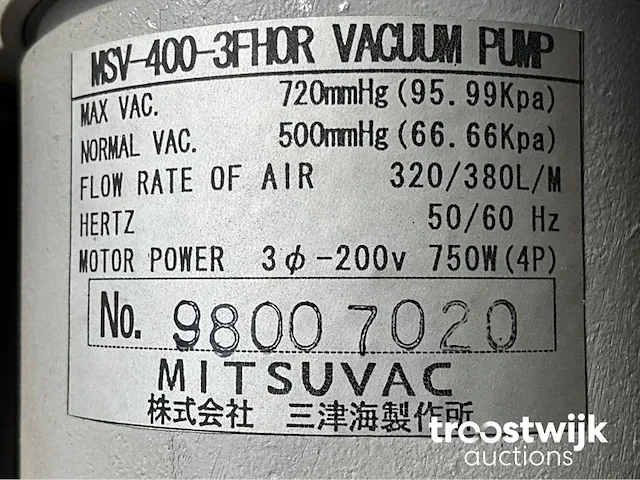 MSV-400-3FHOR VACUUM PUMP
MAX VAC. 720mmHg (95.99Kpa)
NORMAL VAC. 500mmHg (66.66Kpa)
FLOW RATE OF AIR 320/380L/M
HERTZ 50/60 Hz
MOTOR POWER 3φ-200v 750W(4P)
No. 98007020
MITSUVAC
株式会社 三津海製作所
troostwijk
auctions